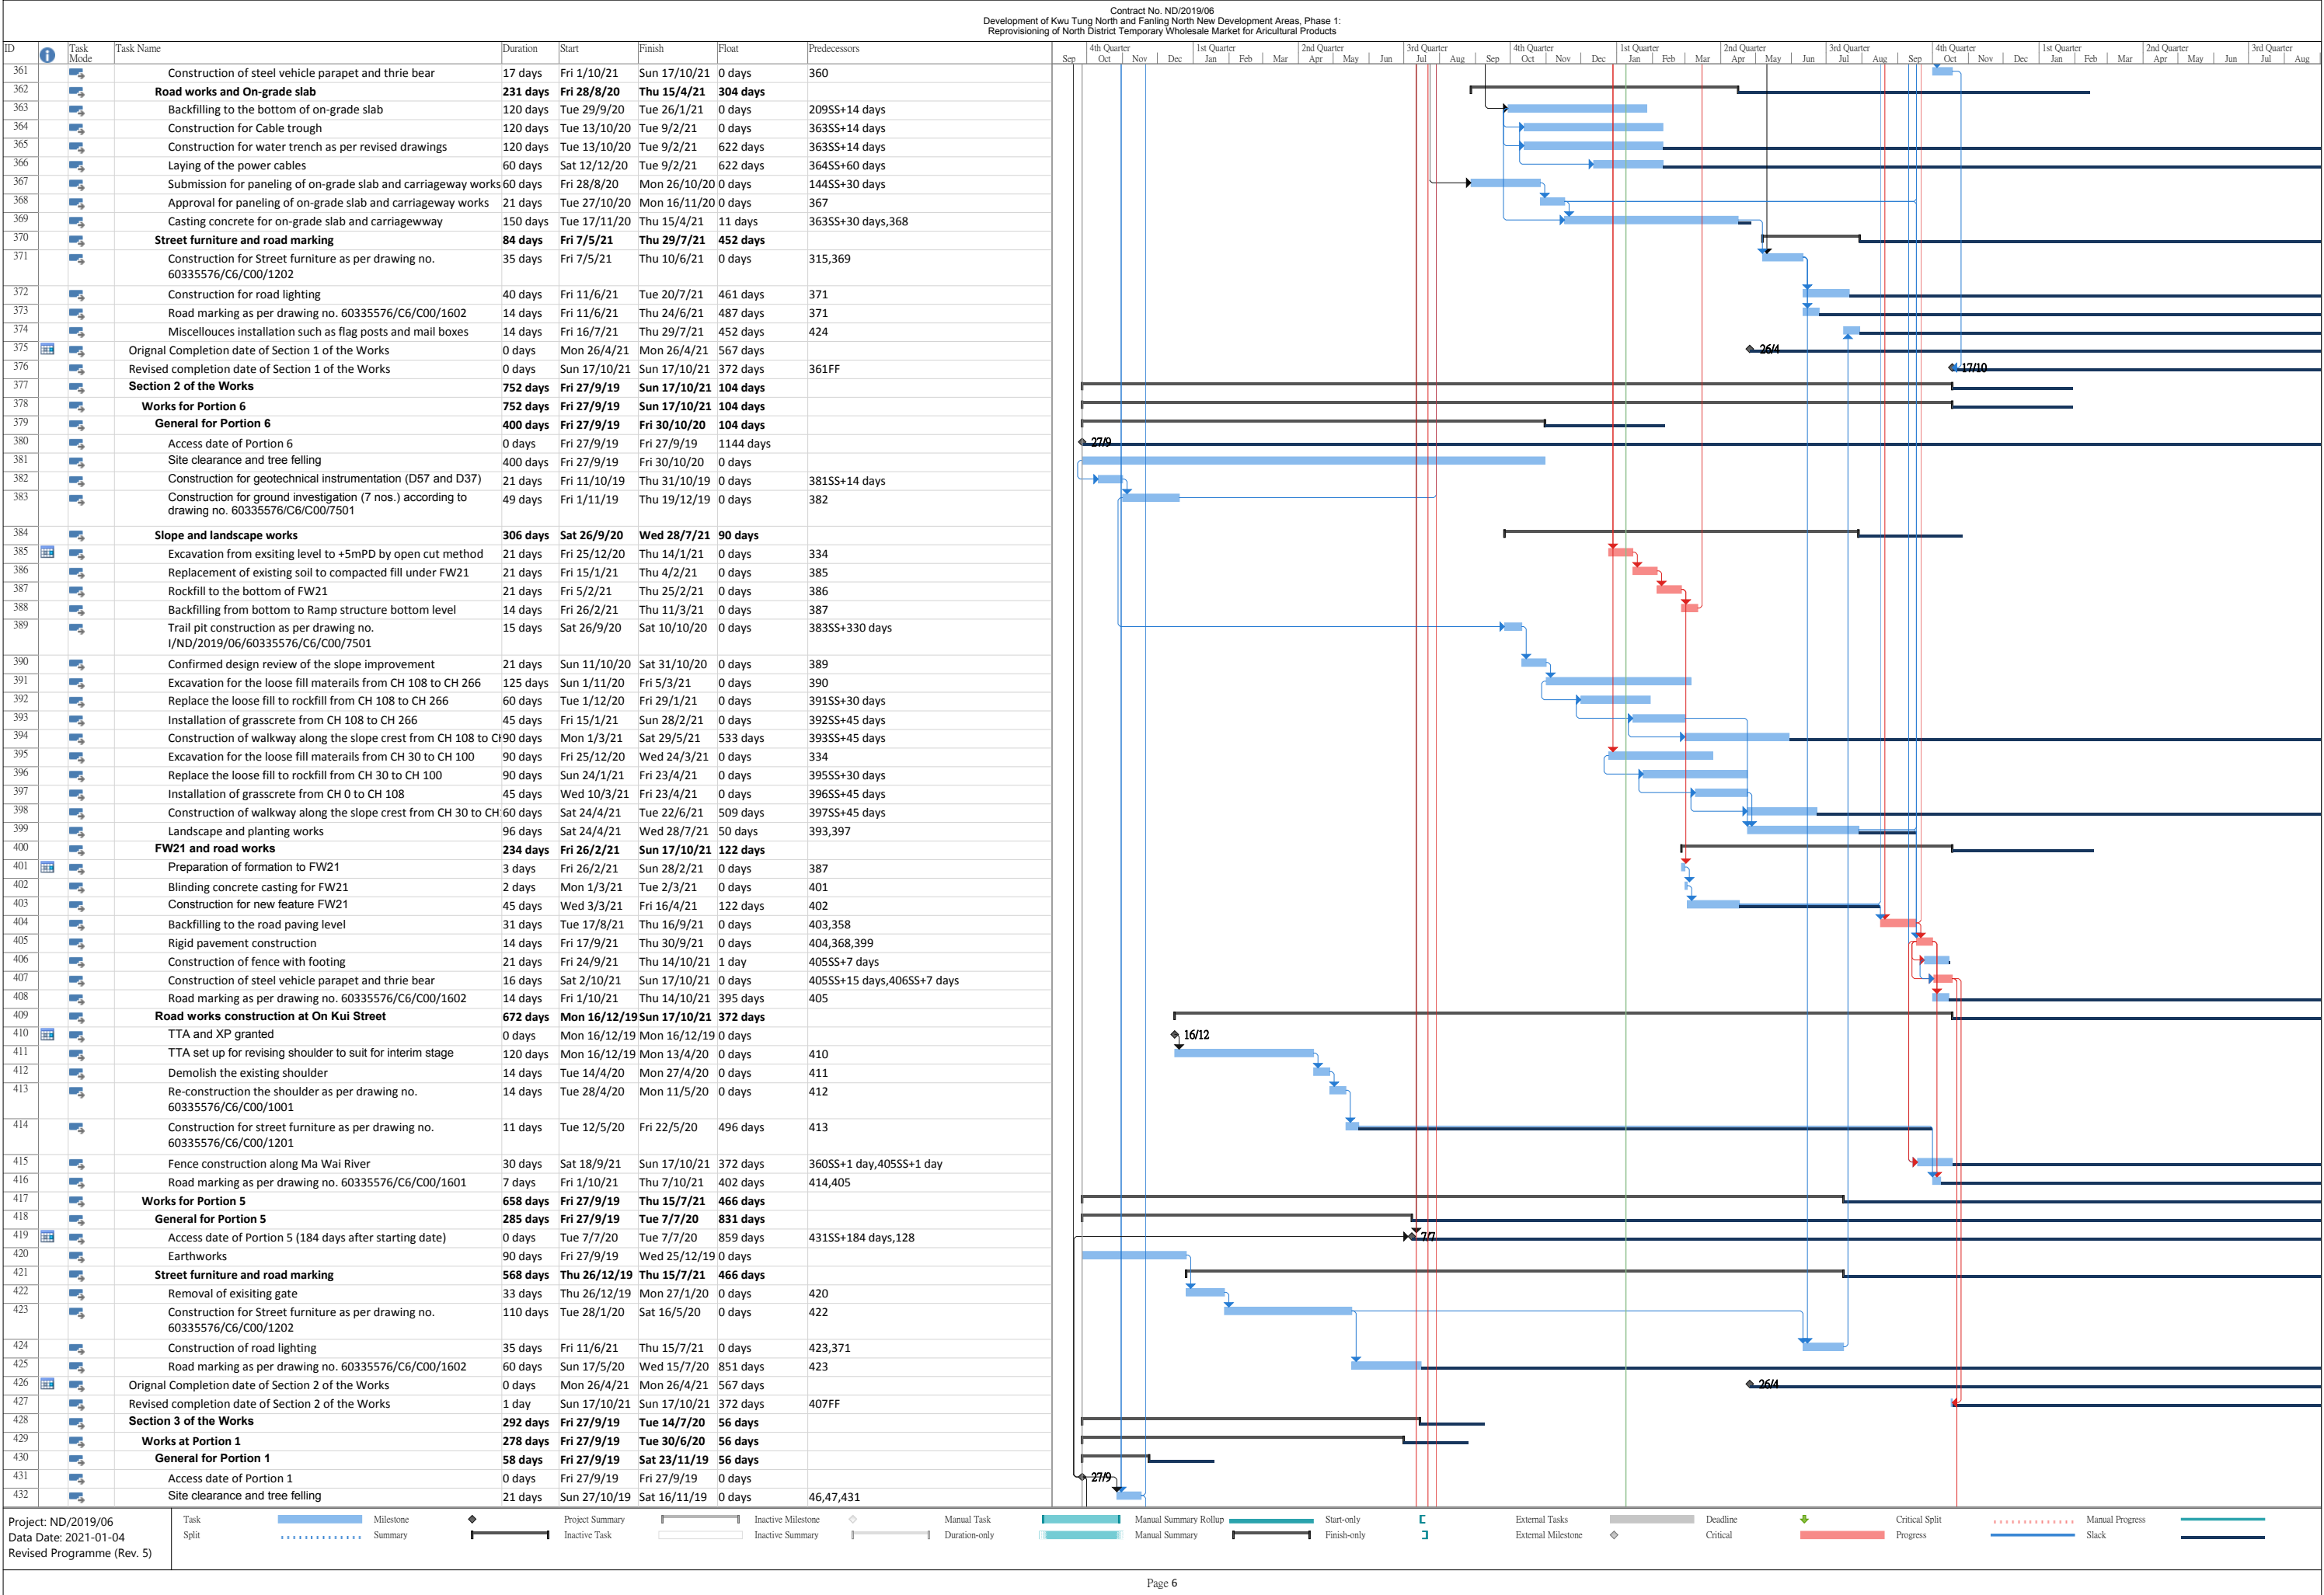 Contract No. ND/2019/06
Development of Kwu Tung North and Fanling North New Development Areas, Phase 1:
Reprovisioning of North District Temporary Wholesale Market for Aricultural Products
ID Task Mode Task Name Duration Start Finish Float Predecessors
4th Quarter 1st Quarter 2nd Quarter 3rd Quarter 4th Quarter 1st Quarter 2nd Quarter 3rd Quarter 4th Quarter 1st Quarter 2nd Quarter 3rd Quarter
Sep Oct Nov Dec Jan Feb Mar Apr May Jun Jul Aug Sep Oct Nov Dec Jan Feb Mar Apr May Jun Jul Aug Sep Oct Nov Dec Jan Feb Mar Apr May Jun Jul Aug
361 Construction of steel vehicle parapet and thrie bear 17 days Fri 1/10/21 Sun 17/10/21 0 days 360
362 Road works and On-grade slab 231 days Fri 28/8/20 Thu 15/4/21 304 days
363 Backfilling to the bottom of on-grade slab 120 days Tue 29/9/20 Tue 26/1/21 0 days 209SS+14 days
364 Construction for Cable trough 120 days Tue 13/10/20 Tue 9/2/21 0 days 363SS+14 days
365 Construction for water trench as per revised drawings 120 days Tue 13/10/20 Tue 9/2/21 622 days 363SS+14 days
366 Laying of the power cables 60 days Sat 12/12/20 Tue 9/2/21 622 days 364SS+60 days
367 Submission for paneling of on-grade slab and carriageway works 60 days Fri 28/8/20 Mon 26/10/20 0 days 144SS+30 days
368 Approval for paneling of on-grade slab and carriageway works 21 days Tue 27/10/20 Mon 16/11/20 0 days 367
369 Casting concrete for on-grade slab and carriagewway 150 days Tue 17/11/20 Thu 15/4/21 11 days 363SS+30 days,368
370 Street furniture and road marking 84 days Fri 7/5/21 Thu 29/7/21 452 days
371 Construction for Street furniture as per drawing no. 60335576/C6/C00/1202 35 days Fri 7/5/21 Thu 10/6/21 0 days 315,369
372 Construction for road lighting 40 days Fri 11/6/21 Tue 20/7/21 461 days 371
373 Road marking as per drawing no. 60335576/C6/C00/1602 14 days Fri 11/6/21 Thu 24/6/21 487 days 371
374 Miscellouces installation such as flag posts and mail boxes 14 days Fri 16/7/21 Thu 29/7/21 452 days 424
375 Orignal Completion date of Section 1 of the Works 0 days Mon 26/4/21 Mon 26/4/21 567 days 26/4
376 Revised completion date of Section 1 of the Works 0 days Sun 17/10/21 Sun 17/10/21 372 days 361FF 17/10
377 Section 2 of the Works 752 days Fri 27/9/19 Sun 17/10/21 104 days
378 Works for Portion 6 752 days Fri 27/9/19 Sun 17/10/21 104 days
379 General for Portion 6 400 days Fri 27/9/19 Fri 30/10/20 104 days
380 Access date of Portion 6 0 days Fri 27/9/19 Fri 27/9/19 1144 days 27/9
381 Site clearance and tree felling 400 days Fri 27/9/19 Fri 30/10/20 0 days
382 Construction for geotechnical instrumentation (D57 and D37) 21 days Fri 11/10/19 Thu 31/10/19 0 days 381SS+14 days
383 Construction for ground investigation (7 nos.) according to drawing no. 60335576/C6/C00/7501 49 days Fri 1/11/19 Thu 19/12/19 0 days 382
384 Slope and landscape works 306 days Sat 26/9/20 Wed 28/7/21 90 days
385 Excavation from exsiting level to +5mPD by open cut method 21 days Fri 25/12/20 Thu 14/1/21 0 days 334
386 Replacement of existing soil to compacted fill under FW21 21 days Fri 15/1/21 Thu 4/2/21 0 days 385
387 Rockfill to the bottom of FW21 21 days Fri 5/2/21 Thu 25/2/21 0 days 386
388 Backfilling from bottom to Ramp structure bottom level 14 days Fri 26/2/21 Thu 11/3/21 0 days 387
389 Trail pit construction as per drawing no. I/ND/2019/06/60335576/C6/C00/7501 15 days Sat 26/9/20 Sat 10/10/20 0 days 383SS+330 days
390 Confirmed design review of the slope improvement 21 days Sun 11/10/20 Sat 31/10/20 0 days 389
391 Excavation for the loose fill materails from CH 108 to CH 266 125 days Sun 1/11/20 Fri 5/3/21 0 days 390
392 Replace the loose fill to rockfill from CH 108 to CH 266 60 days Tue 1/12/20 Fri 29/1/21 0 days 391SS+30 days
393 Installation of grasscrete from CH 108 to CH 266 45 days Fri 15/1/21 Sun 28/2/21 0 days 392SS+45 days
394 Construction of walkway along the slope crest from CH 108 to CH 90 days Mon 1/3/21 Sat 29/5/21 533 days 393SS+45 days
395 Excavation for the loose fill materails from CH 30 to CH 100 90 days Fri 25/12/20 Wed 24/3/21 0 days 334
396 Replace the loose fill to rockfill from CH 30 to CH 100 90 days Sun 24/1/21 Fri 23/4/21 0 days 395SS+30 days
397 Installation of grasscrete from CH 0 to CH 108 45 days Wed 10/3/21 Fri 23/4/21 0 days 396SS+45 days
398 Construction of walkway along the slope crest from CH 30 to CH 60 days Sat 24/4/21 Tue 22/6/21 509 days 397SS+45 days
399 Landscape and planting works 96 days Sat 24/4/21 Wed 28/7/21 50 days 393,397
400 FW21 and road works 234 days Fri 26/2/21 Sun 17/10/21 122 days
401 Preparation of formation to FW21 3 days Fri 26/2/21 Sun 28/2/21 0 days 387
402 Blinding concrete casting for FW21 2 days Mon 1/3/21 Tue 2/3/21 0 days 401
403 Construction for new feature FW21 45 days Wed 3/3/21 Fri 16/4/21 122 days 402
404 Backfilling to the road paving level 31 days Tue 17/8/21 Thu 16/9/21 0 days 403,358
405 Rigid pavement construction 14 days Fri 17/9/21 Thu 30/9/21 0 days 404,368,399
406 Construction of fence with footing 21 days Fri 24/9/21 Thu 14/10/21 1 day 405SS+7 days
407 Construction of steel vehicle parapet and thrie bear 16 days Sat 2/10/21 Sun 17/10/21 0 days 405SS+15 days,406SS+7 days
408 Road marking as per drawing no. 60335576/C6/C00/1602 14 days Fri 1/10/21 Thu 14/10/21 395 days 405
409 Road works construction at On Kui Street 672 days Mon 16/12/19 Sun 17/10/21 372 days
410 TTA and XP granted 0 days Mon 16/12/19 Mon 16/12/19 0 days 16/12
411 TTA set up for revising shoulder to suit for interim stage 120 days Mon 16/12/19 Mon 13/4/20 0 days 410
412 Demolish the existing shoulder 14 days Tue 14/4/20 Mon 27/4/20 0 days 411
413 Re-construction the shoulder as per drawing no. 60335576/C6/C00/1001 14 days Tue 28/4/20 Mon 11/5/20 0 days 412
414 Construction for street furniture as per drawing no. 60335576/C6/C00/1201 11 days Tue 12/5/20 Fri 22/5/20 496 days 413
415 Fence construction along Ma Wai River 30 days Sat 18/9/21 Sun 17/10/21 372 days 360SS+1 day,405SS+1 day
416 Road marking as per drawing no. 60335576/C6/C00/1601 7 days Fri 1/10/21 Thu 7/10/21 402 days 414,405
417 Works for Portion 5 658 days Fri 27/9/19 Thu 15/7/21 466 days
418 General for Portion 5 285 days Fri 27/9/19 Tue 7/7/20 831 days
419 Access date of Portion 5 (184 days after starting date) 0 days Tue 7/7/20 Tue 7/7/20 859 days 431SS+184 days,128 7/7
420 Earthworks 90 days Fri 27/9/19 Wed 25/12/19 0 days
421 Street furniture and road marking 568 days Thu 26/12/19 Thu 15/7/21 466 days
422 Removal of exisiting gate 33 days Thu 26/12/19 Mon 27/1/20 0 days 420
423 Construction for Street furniture as per drawing no. 60335576/C6/C00/1202 110 days Tue 28/1/20 Sat 16/5/20 0 days 422
424 Construction of road lighting 35 days Fri 11/6/21 Thu 15/7/21 0 days 423,371
425 Road marking as per drawing no. 60335576/C6/C00/1602 60 days Sun 17/5/20 Wed 15/7/20 851 days 423
426 Orignal Completion date of Section 2 of the Works 0 days Mon 26/4/21 Mon 26/4/21 567 days 26/4
427 Revised completion date of Section 2 of the Works 1 day Sun 17/10/21 Sun 17/10/21 372 days 407FF
428 Section 3 of the Works 292 days Fri 27/9/19 Tue 14/7/20 56 days
429 Works at Portion 1 278 days Fri 27/9/19 Tue 30/6/20 56 days
430 General for Portion 1 58 days Fri 27/9/19 Sat 23/11/19 56 days
431 Access date of Portion 1 0 days Fri 27/9/19 Fri 27/9/19 0 days 27/9
432 Site clearance and tree felling 21 days Sun 27/10/19 Sat 16/11/19 0 days 46,47,431
Project: ND/2019/06
Data Date: 2021-01-04
Revised Programme (Rev. 5)
Task Milestone Project Summary Inactive Milestone Manual Task Manual Summary Rollup Start-only External Tasks Deadline Critical Split Manual Progress
Split Summary Inactive Task Inactive Summary Duration-only Manual Summary Finish-only External Milestone Critical Progress Slack
Page 6